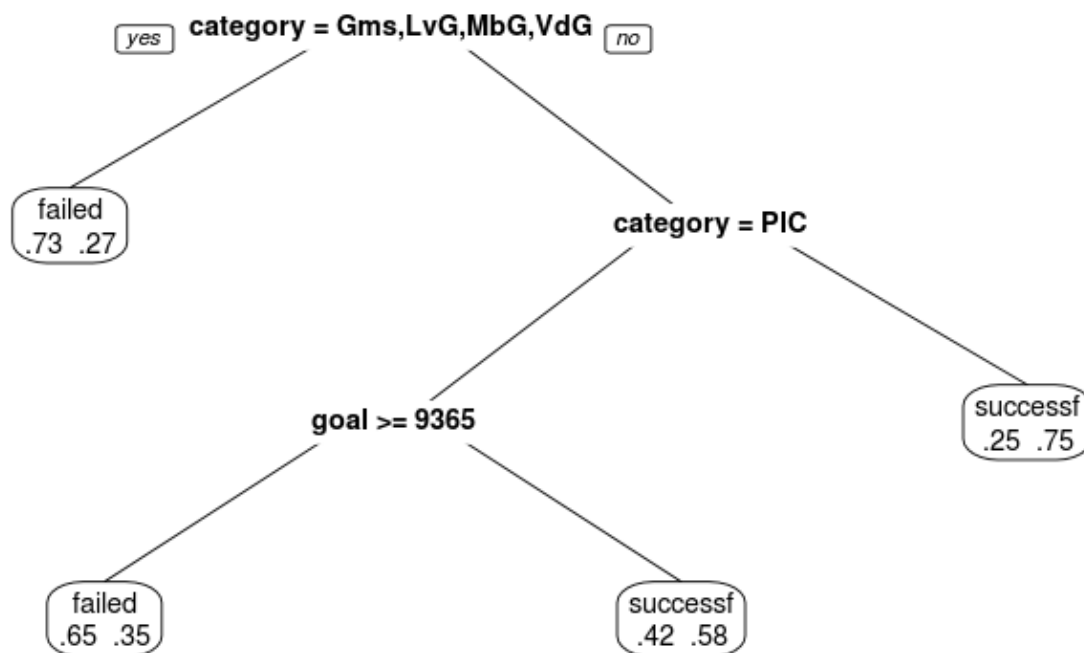 yes category = Gms,LvG,MbG,VdG no
failed
.73 .27
category = PIC
goal >= 9365
successf
.25 .75
failed
.65 .35
successf
.42 .58